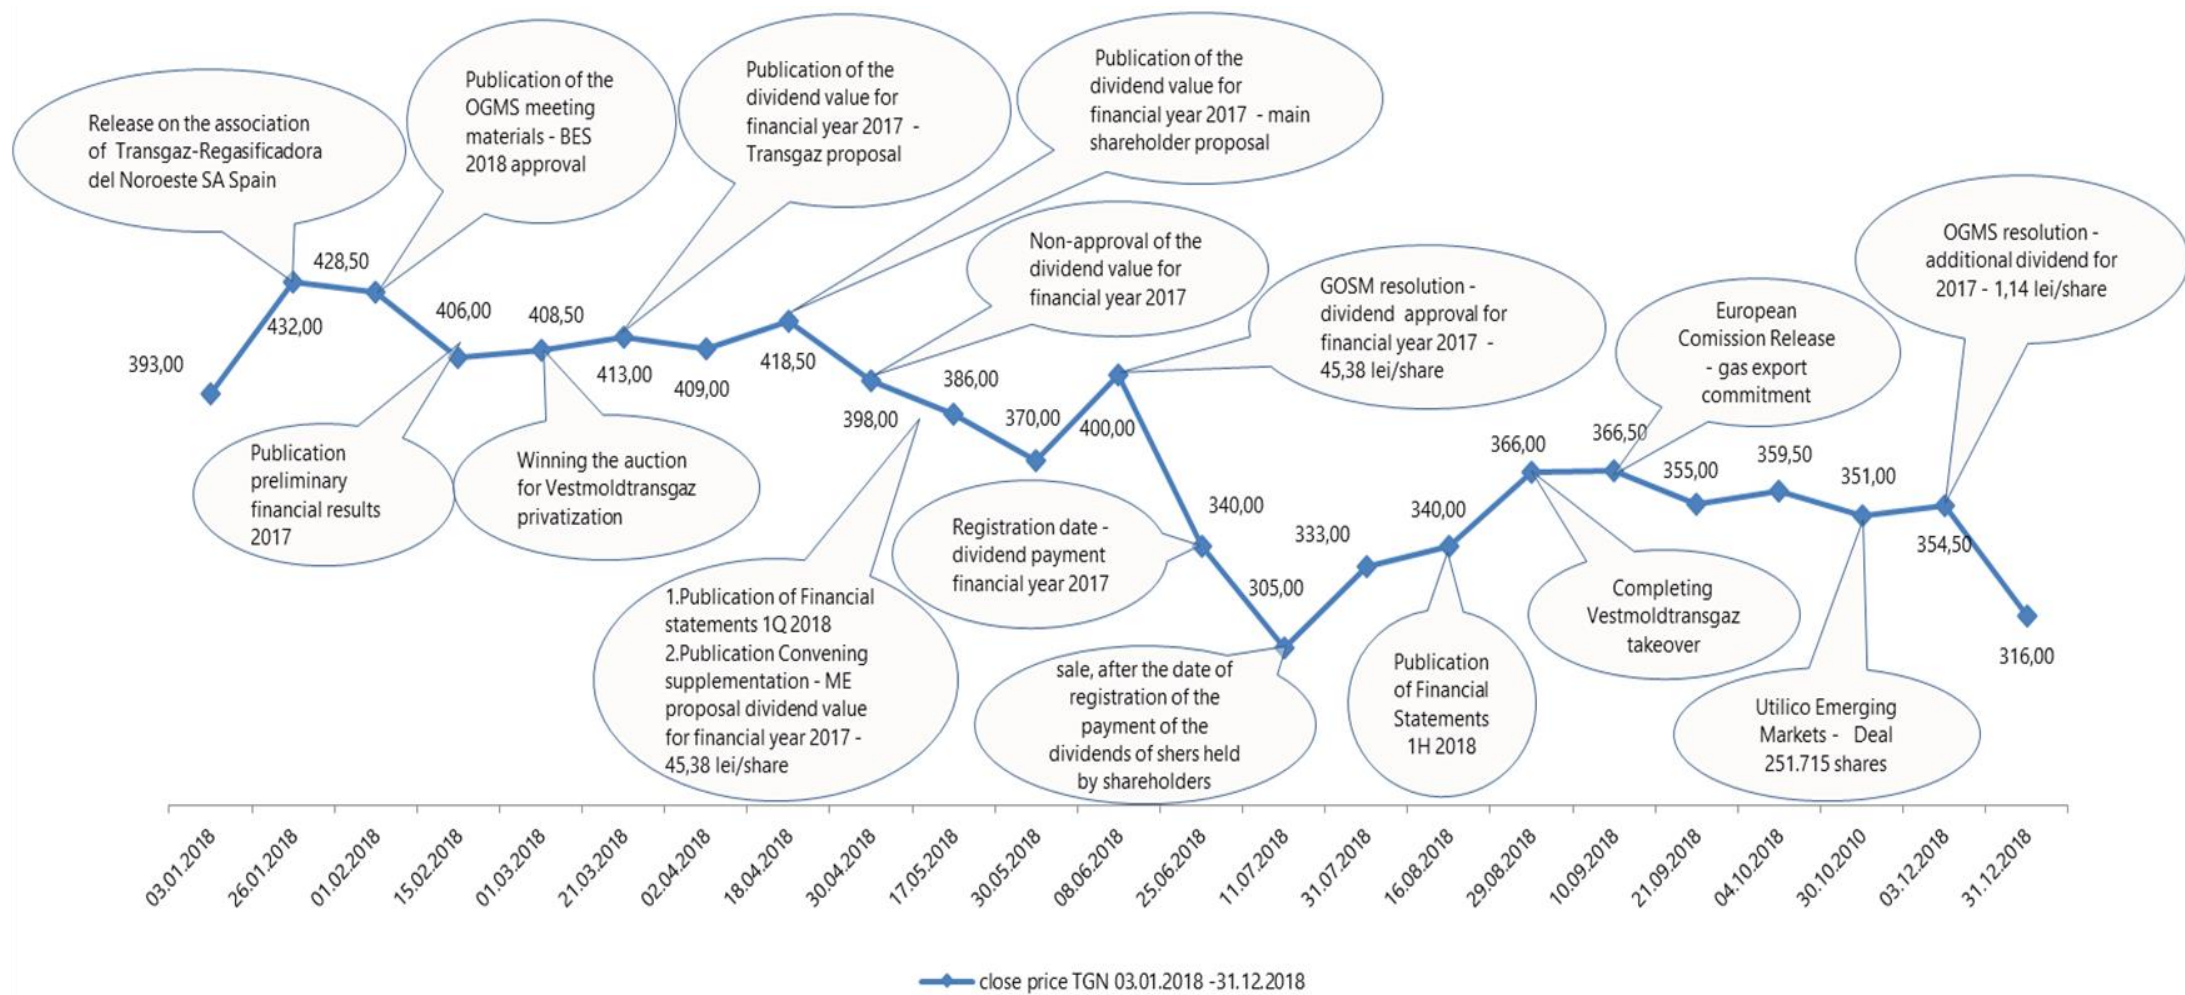 Release on the association
of Transgaz-Regasificadora
del Noroeste SA Spain
Publication of the
OGMS meeting
materials - BES
2018 approval
Publication of the
dividend value for
financial year 2017 -
Transgaz proposal
Publication of the
dividend value for
financial year 2017 - main
shareholder proposal
Non-approval of the
dividend value for
financial year 2017
GOSM resolution -
dividend approval for
financial year 2017 -
45,38 lei/share
European
Comission Release
- gas export
commitment
OGMS resolution -
additional dividend for
2017 - 1,14 lei/share
393,00
432,00
428,50
406,00
408,50
413,00
409,00
418,50
398,00
386,00
370,00
400,00
340,00
305,00
333,00
340,00
366,00
366,50
355,00
359,50
351,00
354,50
316,00
Publication
preliminary
financial results
2017
Winning the auction
for Vestmoldtransgaz
privatization
1.Publication of Financial
statements 1Q 2018
2.Publication Convening
supplementation - ME
proposal dividend value
for financial year 2017 -
45,38 lei/share
Registration date -
dividend payment
financial year 2017
sale, after the date of
registration of the
payment of the
dividends of shers held
by shareholders
Publication
of Financial
Statements
1H 2018
Completing
Vestmoldtransgaz
takeover
Utilico Emerging
Markets - Deal
251.715 shares
03.01.2018
26.01.2018
01.02.2018
15.02.2018
01.03.2018
21.03.2018
02.04.2018
18.04.2018
30.04.2018
17.05.2018
30.05.2018
08.06.2018
25.06.2018
11.07.2018
31.07.2018
16.08.2018
29.08.2018
10.09.2018
21.09.2018
04.10.2018
30.10.2010
03.12.2018
31.12.2018
close price TGN 03.01.2018 -31.12.2018